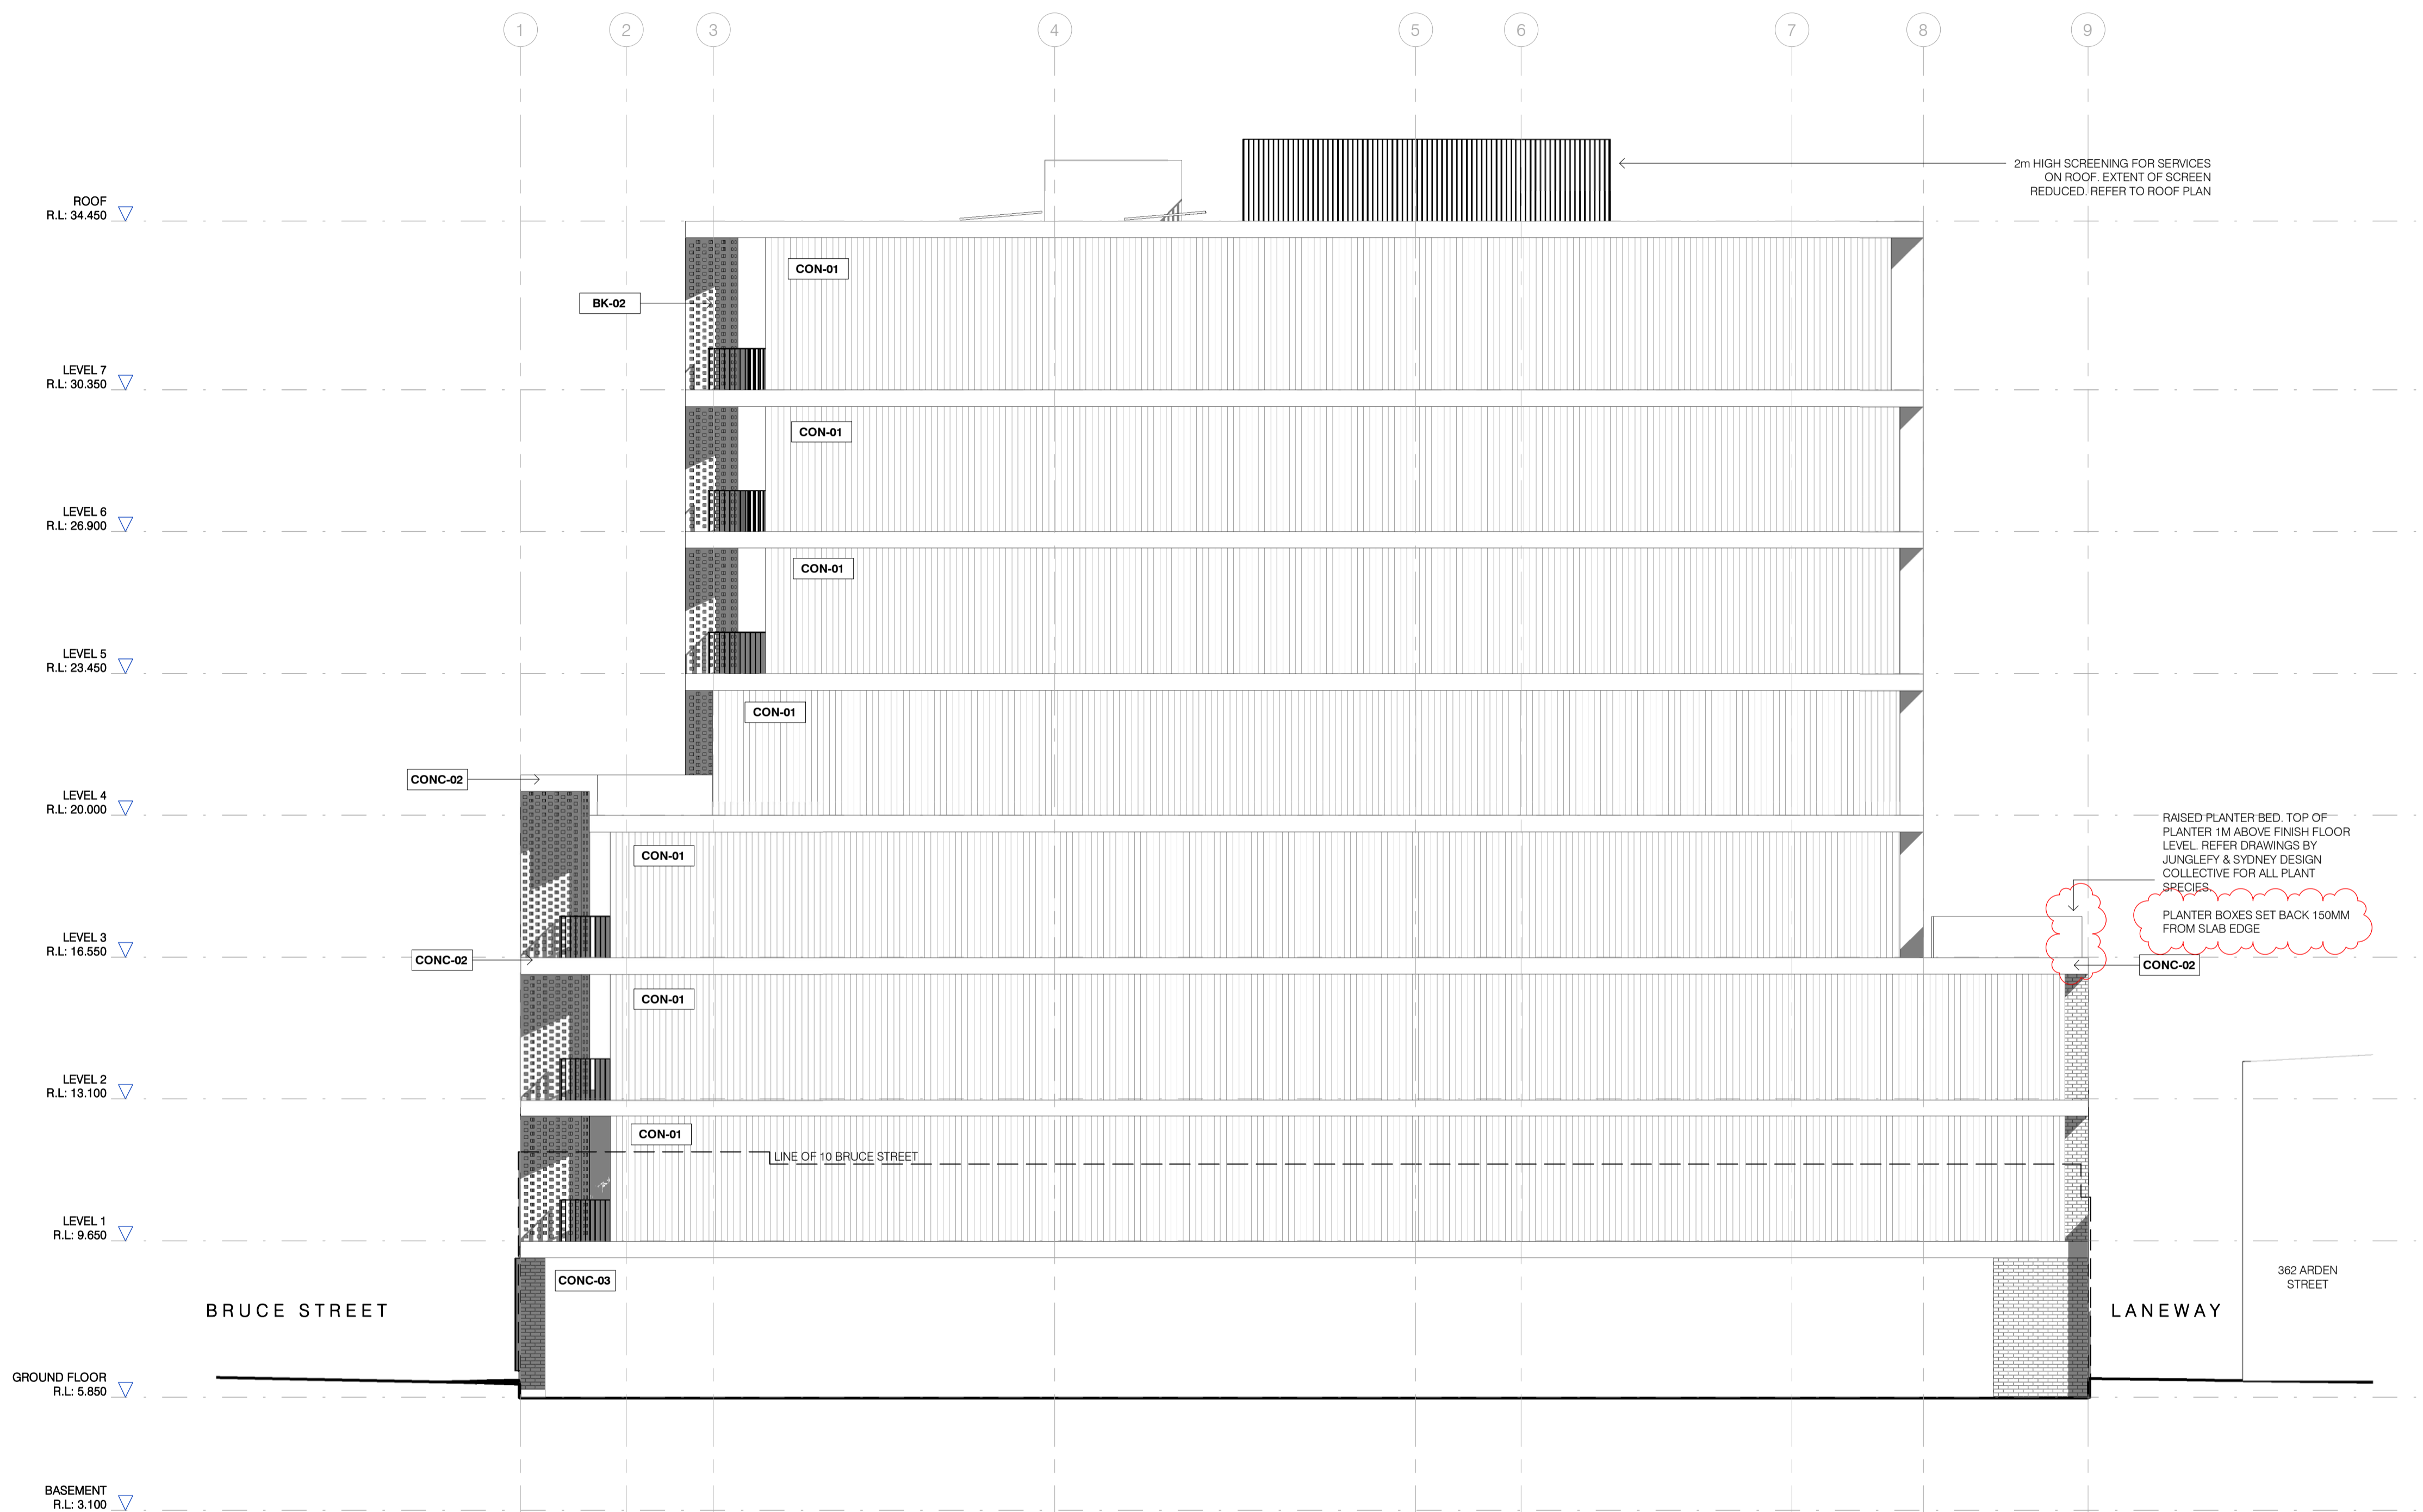 1 2 3 4 5 6 7 8 9
2m HIGH SCREENING FOR SERVICES
ON ROOF. EXTENT OF SCREEN
REDUCED. REFER TO ROOF PLAN
ROOF
R.L: 34.450
CON-01
BK-02
LEVEL 7
R.L: 30.350
CON-01
LEVEL 6
R.L: 26.900
CON-01
LEVEL 5
R.L: 23.450
CON-01
CONC-02
LEVEL 4
R.L: 20.000
RAISED PLANTER BED. TOP OF
PLANTER 1M ABOVE FINISH FLOOR
LEVEL. REFER DRAWINGS BY
JUNGLEFY & SYDNEY DESIGN
COLLECTIVE FOR ALL PLANT
SPECIES.
CON-01
PLANTER BOXES SET BACK 150MM
FROM SLAB EDGE
LEVEL 3
R.L: 16.550
CONC-02
CONC-02
CON-01
LEVEL 2
R.L: 13.100
CON-01
LINE OF 10 BRUCE STREET
LEVEL 1
R.L: 9.650
CONC-03
362 ARDEN
STREET
BRUCE STREET
LANEWAY
GROUND FLOOR
R.L: 5.850
BASEMENT
R.L: 3.100